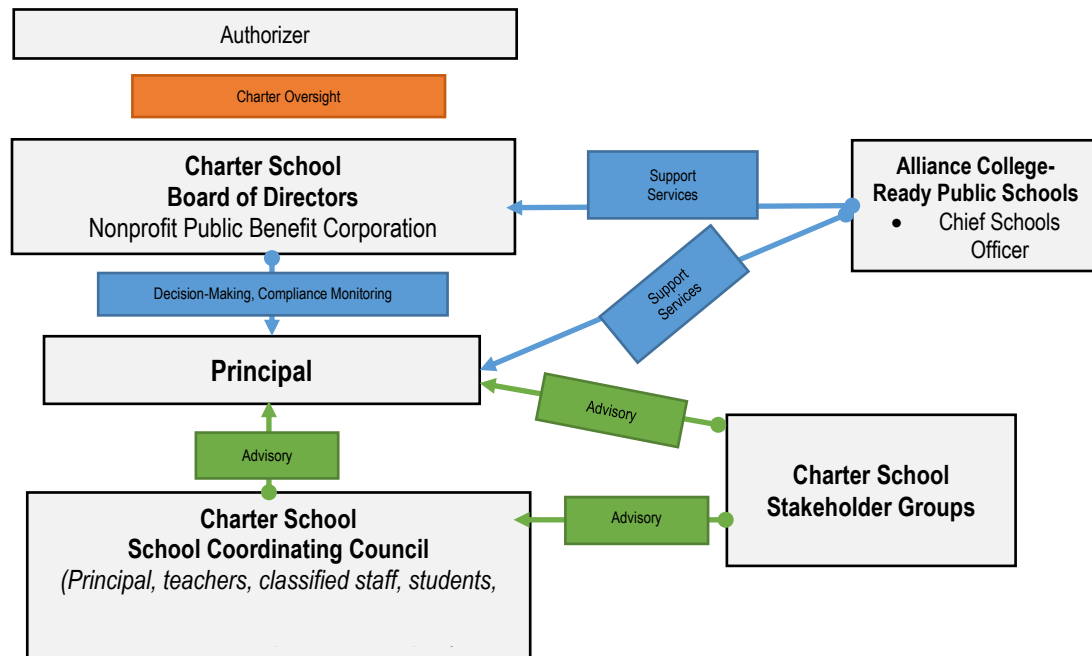 Authorizer
Charter Oversight
Charter School
Board of Directors
Nonprofit Public Benefit Corporation
Support
Services
Alliance College-
Ready Public Schools
• Chief Schools
Officer
Decision-Making, Compliance Monitoring
Support
Services
Principal
Advisory
Advisory
Charter School
Stakeholder Groups
Charter School
School Coordinating Council
(Principal, teachers, classified staff, students,
Advisory